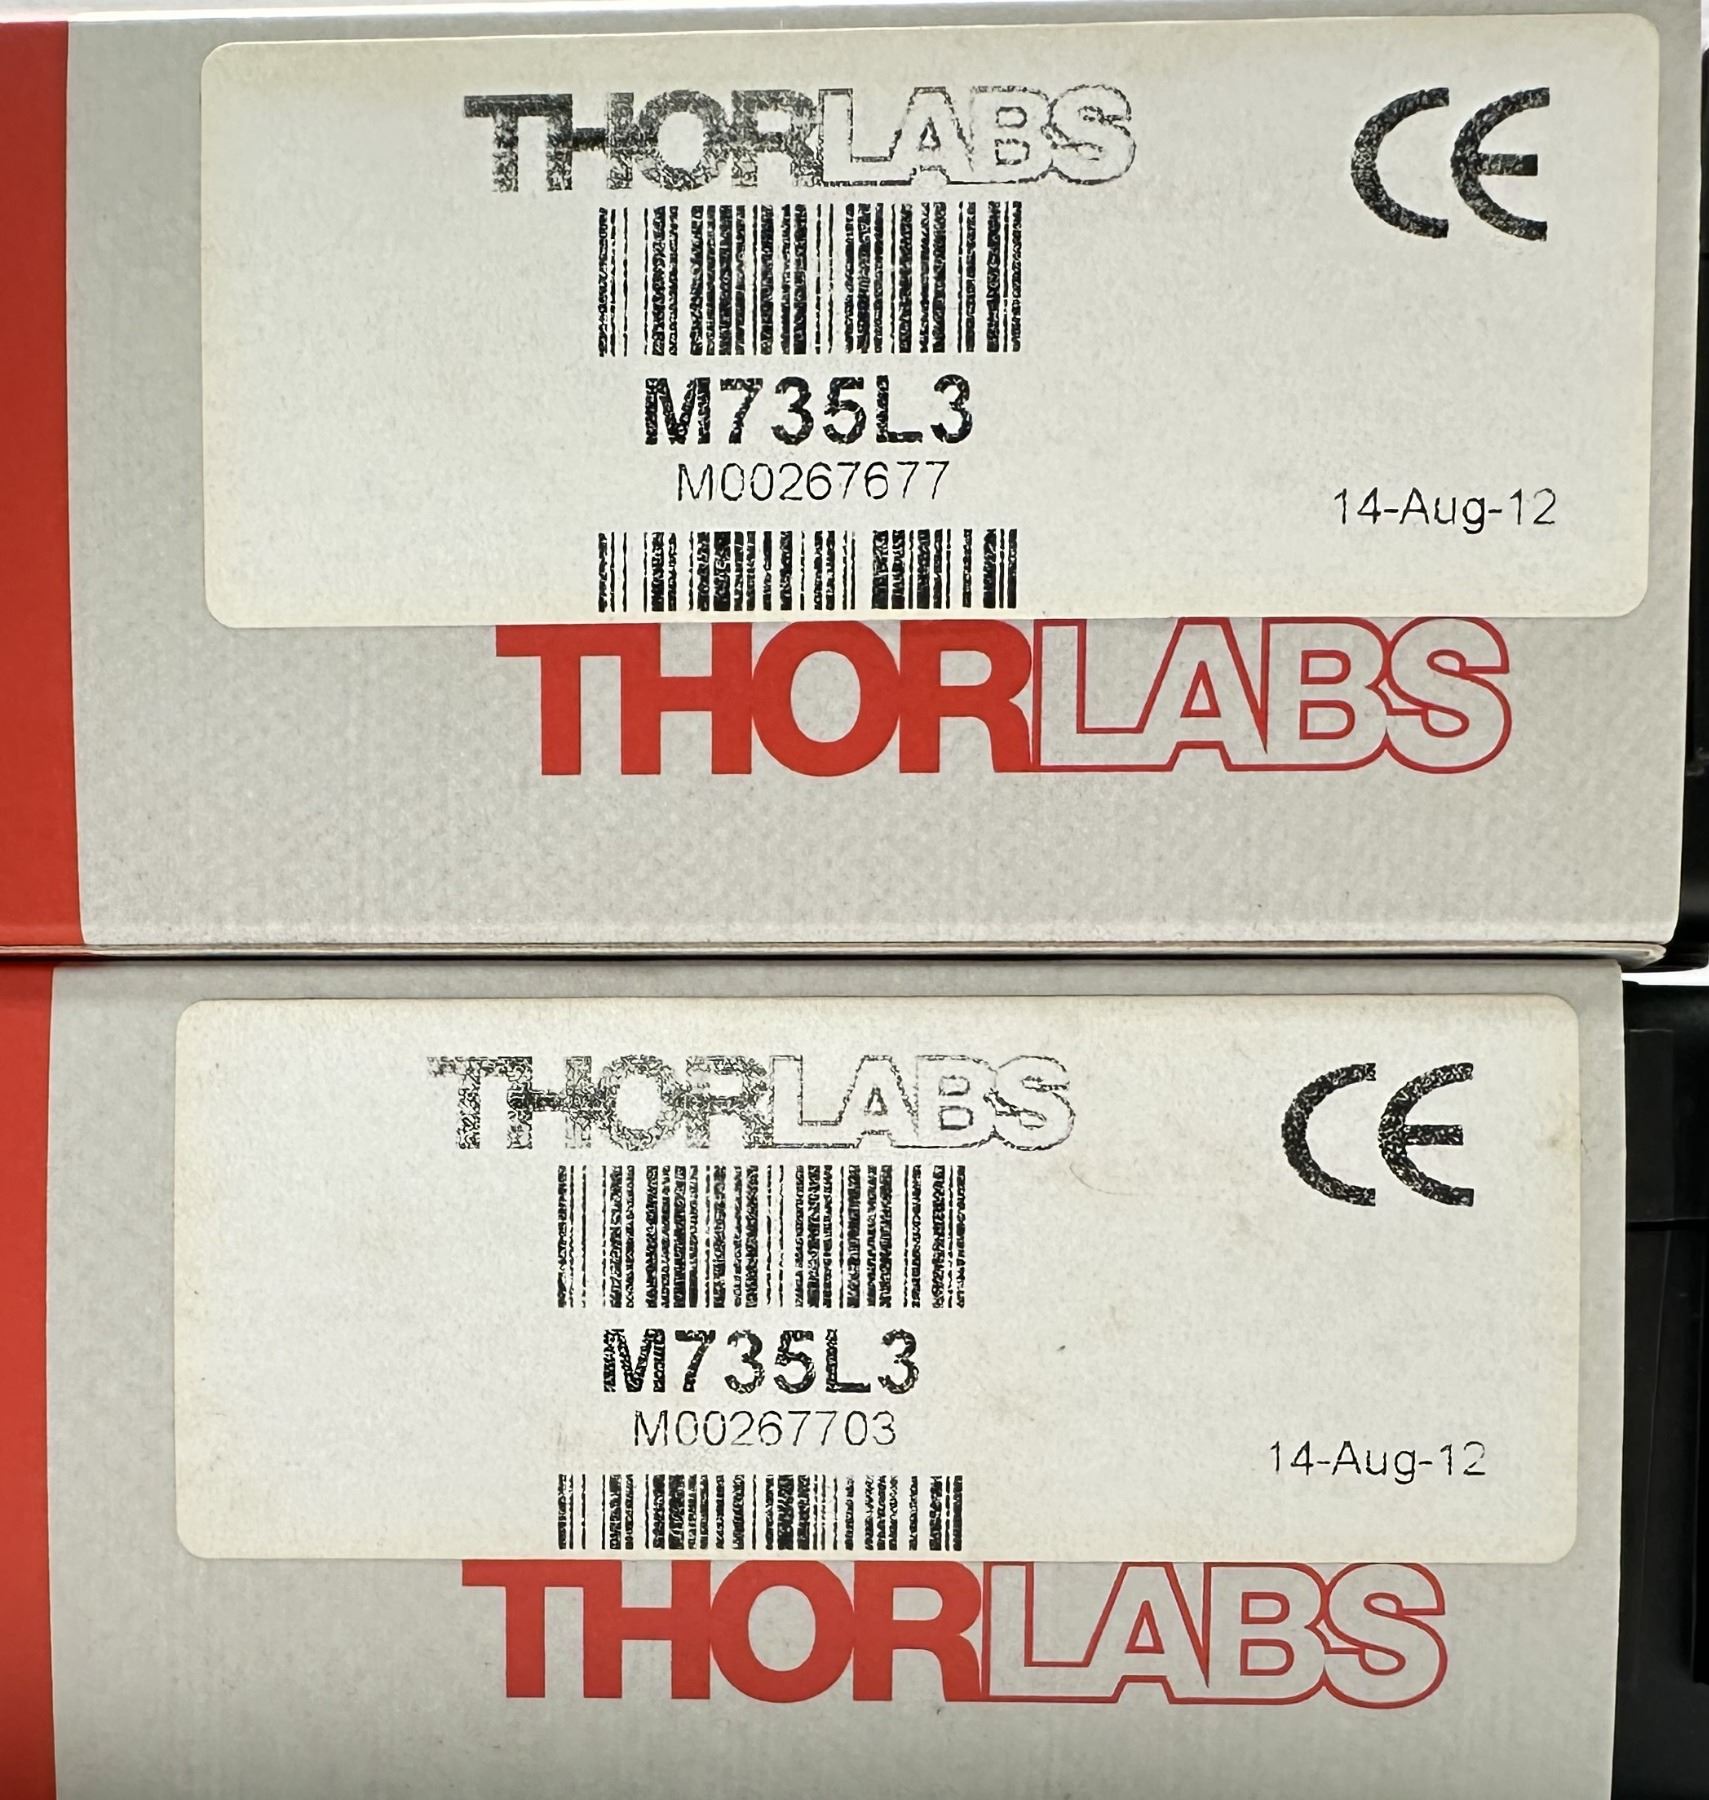 THORLABS
CE
M735L3
M00267677
14-Aug-12
THORLABS
THORLABS
CE
M735L3
M00267703
14-Aug-12
THORLABS